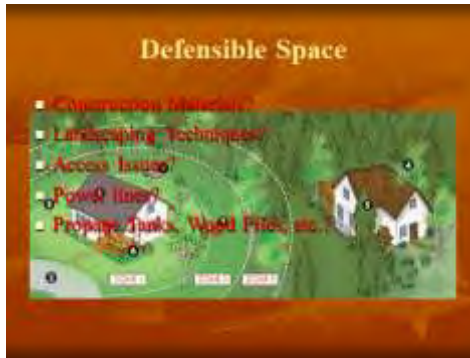 Defensible Space
Construction Materials?
Landscaping Techniques?
Access Issues?
Power lines?
Propane Tanks, Wood Piles, etc.?